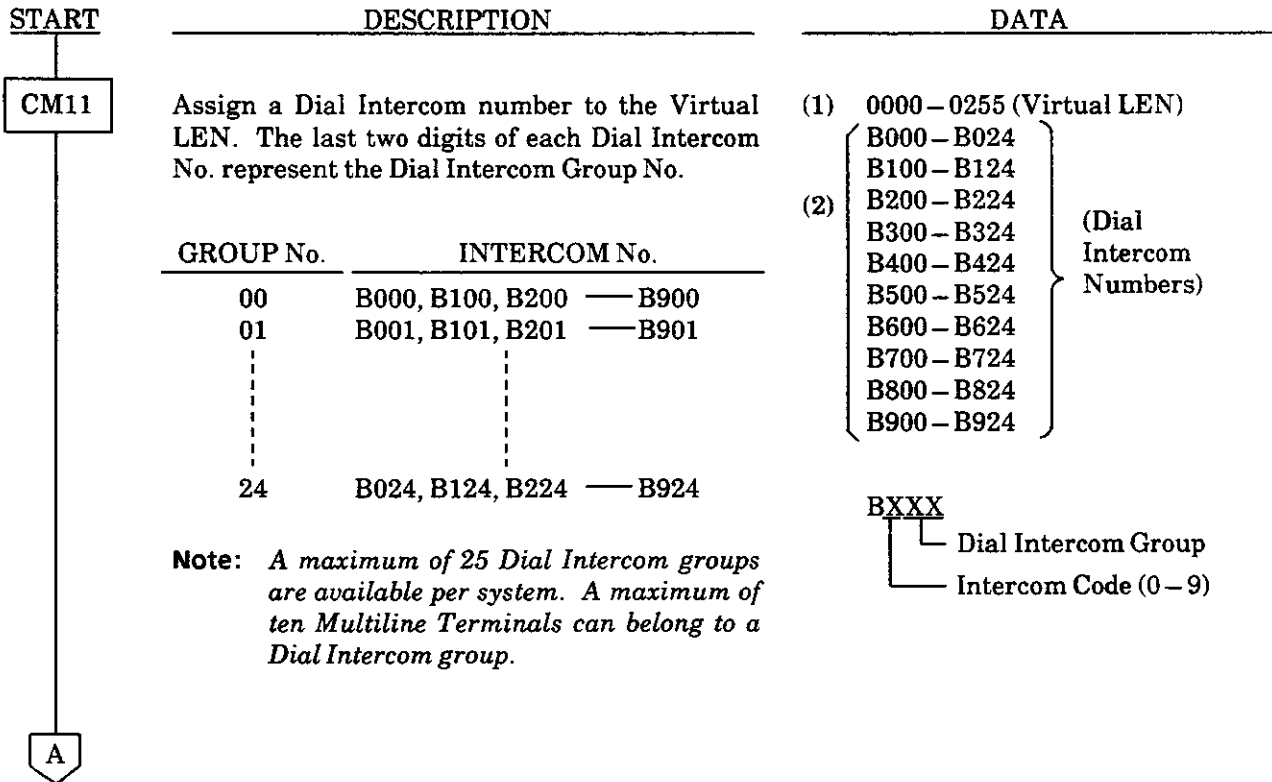 START DESCRIPTION DATA
CM11
Assign a Dial Intercom number to the Virtual
LEN. The last two digits of each Dial Intercom
No. represent the Dial Intercom Group No.
GROUP No. INTERCOM No.
00 B000, B100, B200 — B900
01 B001, B101, B201 — B901
24 B024, B124, B224 — B924
Note: A maximum of 25 Dial Intercom groups
are available per system. A maximum of
ten Multiline Terminals can belong to a
Dial Intercom group.
(1) 0000 – 0255 (Virtual LEN)
(2)
B000 – B024
B100 – B124
B200 – B224
B300 – B324
B400 – B424
B500 – B524
B600 – B624
B700 – B724
B800 – B824
B900 – B924
(Dial
Intercom
Numbers)
BXXX
Dial Intercom Group
Intercom Code (0 – 9)
A